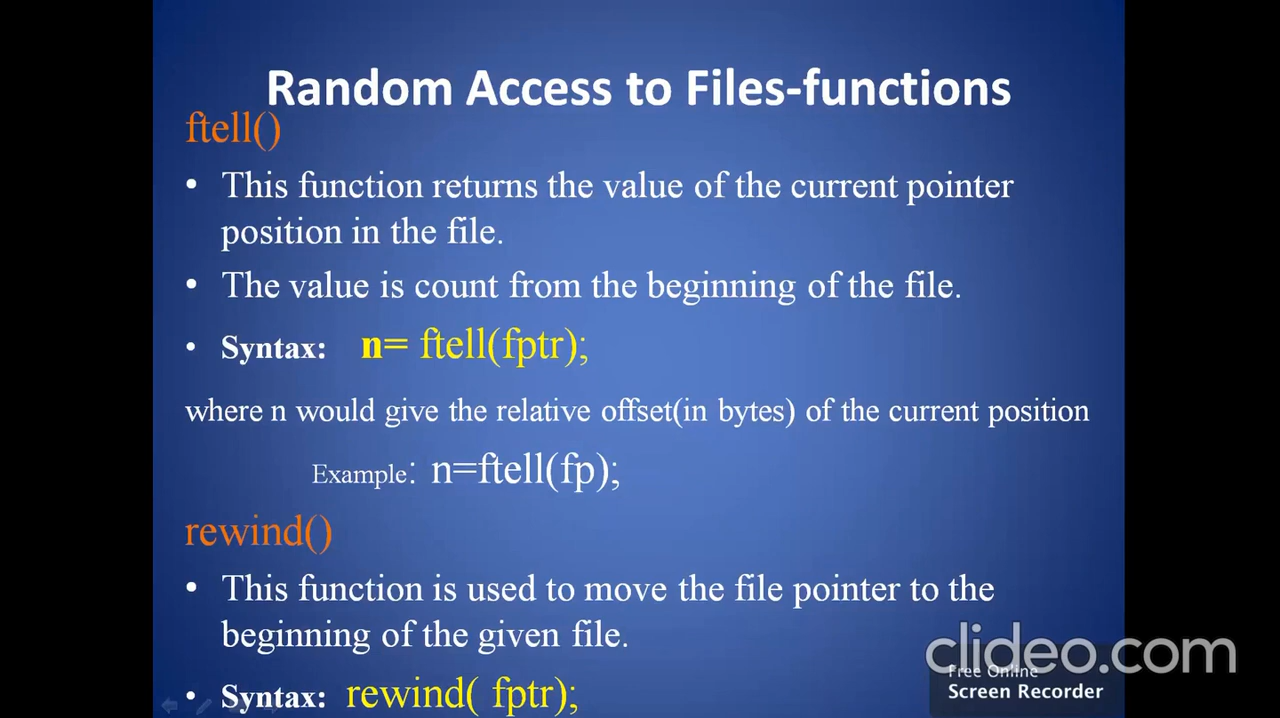 Random Access to Files-functions
ftell()
• This function returns the value of the current pointer
position in the file.
• The value is count from the beginning of the file.
• Syntax: n= ftell(fptr);
where n would give the relative offset(in bytes) of the current position
Example: n=ftell(fp);
rewind()
• This function is used to move the file pointer to the
beginning of the given file.
• Syntax: rewind( fptr);
clideo.com
Free Online
Screen Recorder